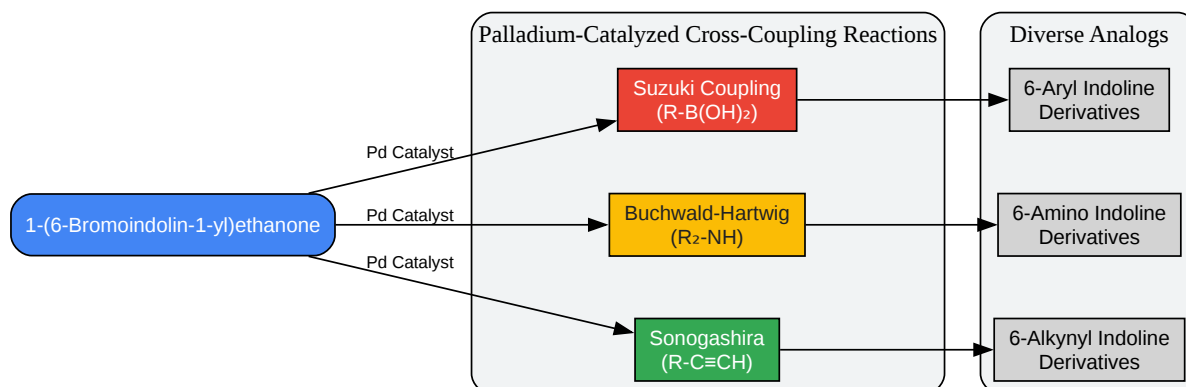 Palladium-Catalyzed Cross-Coupling Reactions
Diverse Analogs
1-(6-Bromoindolin-1-yl)ethanone
Pd Catalyst
Suzuki Coupling
(R-B(OH)₂)
6-Aryl Indoline
Derivatives
Pd Catalyst
Buchwald-Hartwig
(R₂-NH)
6-Amino Indoline
Derivatives
Pd Catalyst
Sonogashira
(R-C≡CH)
6-Alkynyl Indoline
Derivatives